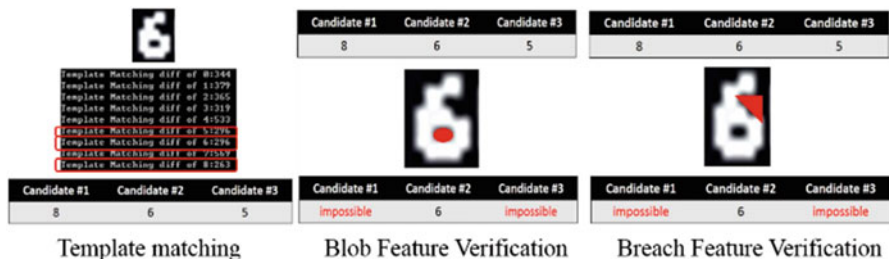 Template Matching diff of 0:344
Template Matching diff of 1:379
Template Matching diff of 2:365
Template Matching diff of 3:319
Template Matching diff of 4:533
Template Matching diff of 5:296
Template Matching diff of 6:296
Template Matching diff of 7:569
Template Matching diff of 8:263
Candidate #1 Candidate #2 Candidate #3
8 6 5
Template matching
Candidate #1 Candidate #2 Candidate #3
8 6 5
6
Candidate #1 Candidate #2 Candidate #3
impossible 6 impossible
Blob Feature Verification
Candidate #1 Candidate #2 Candidate #3
8 6 5
6
Candidate #1 Candidate #2 Candidate #3
impossible 6 impossible
Breach Feature Verification